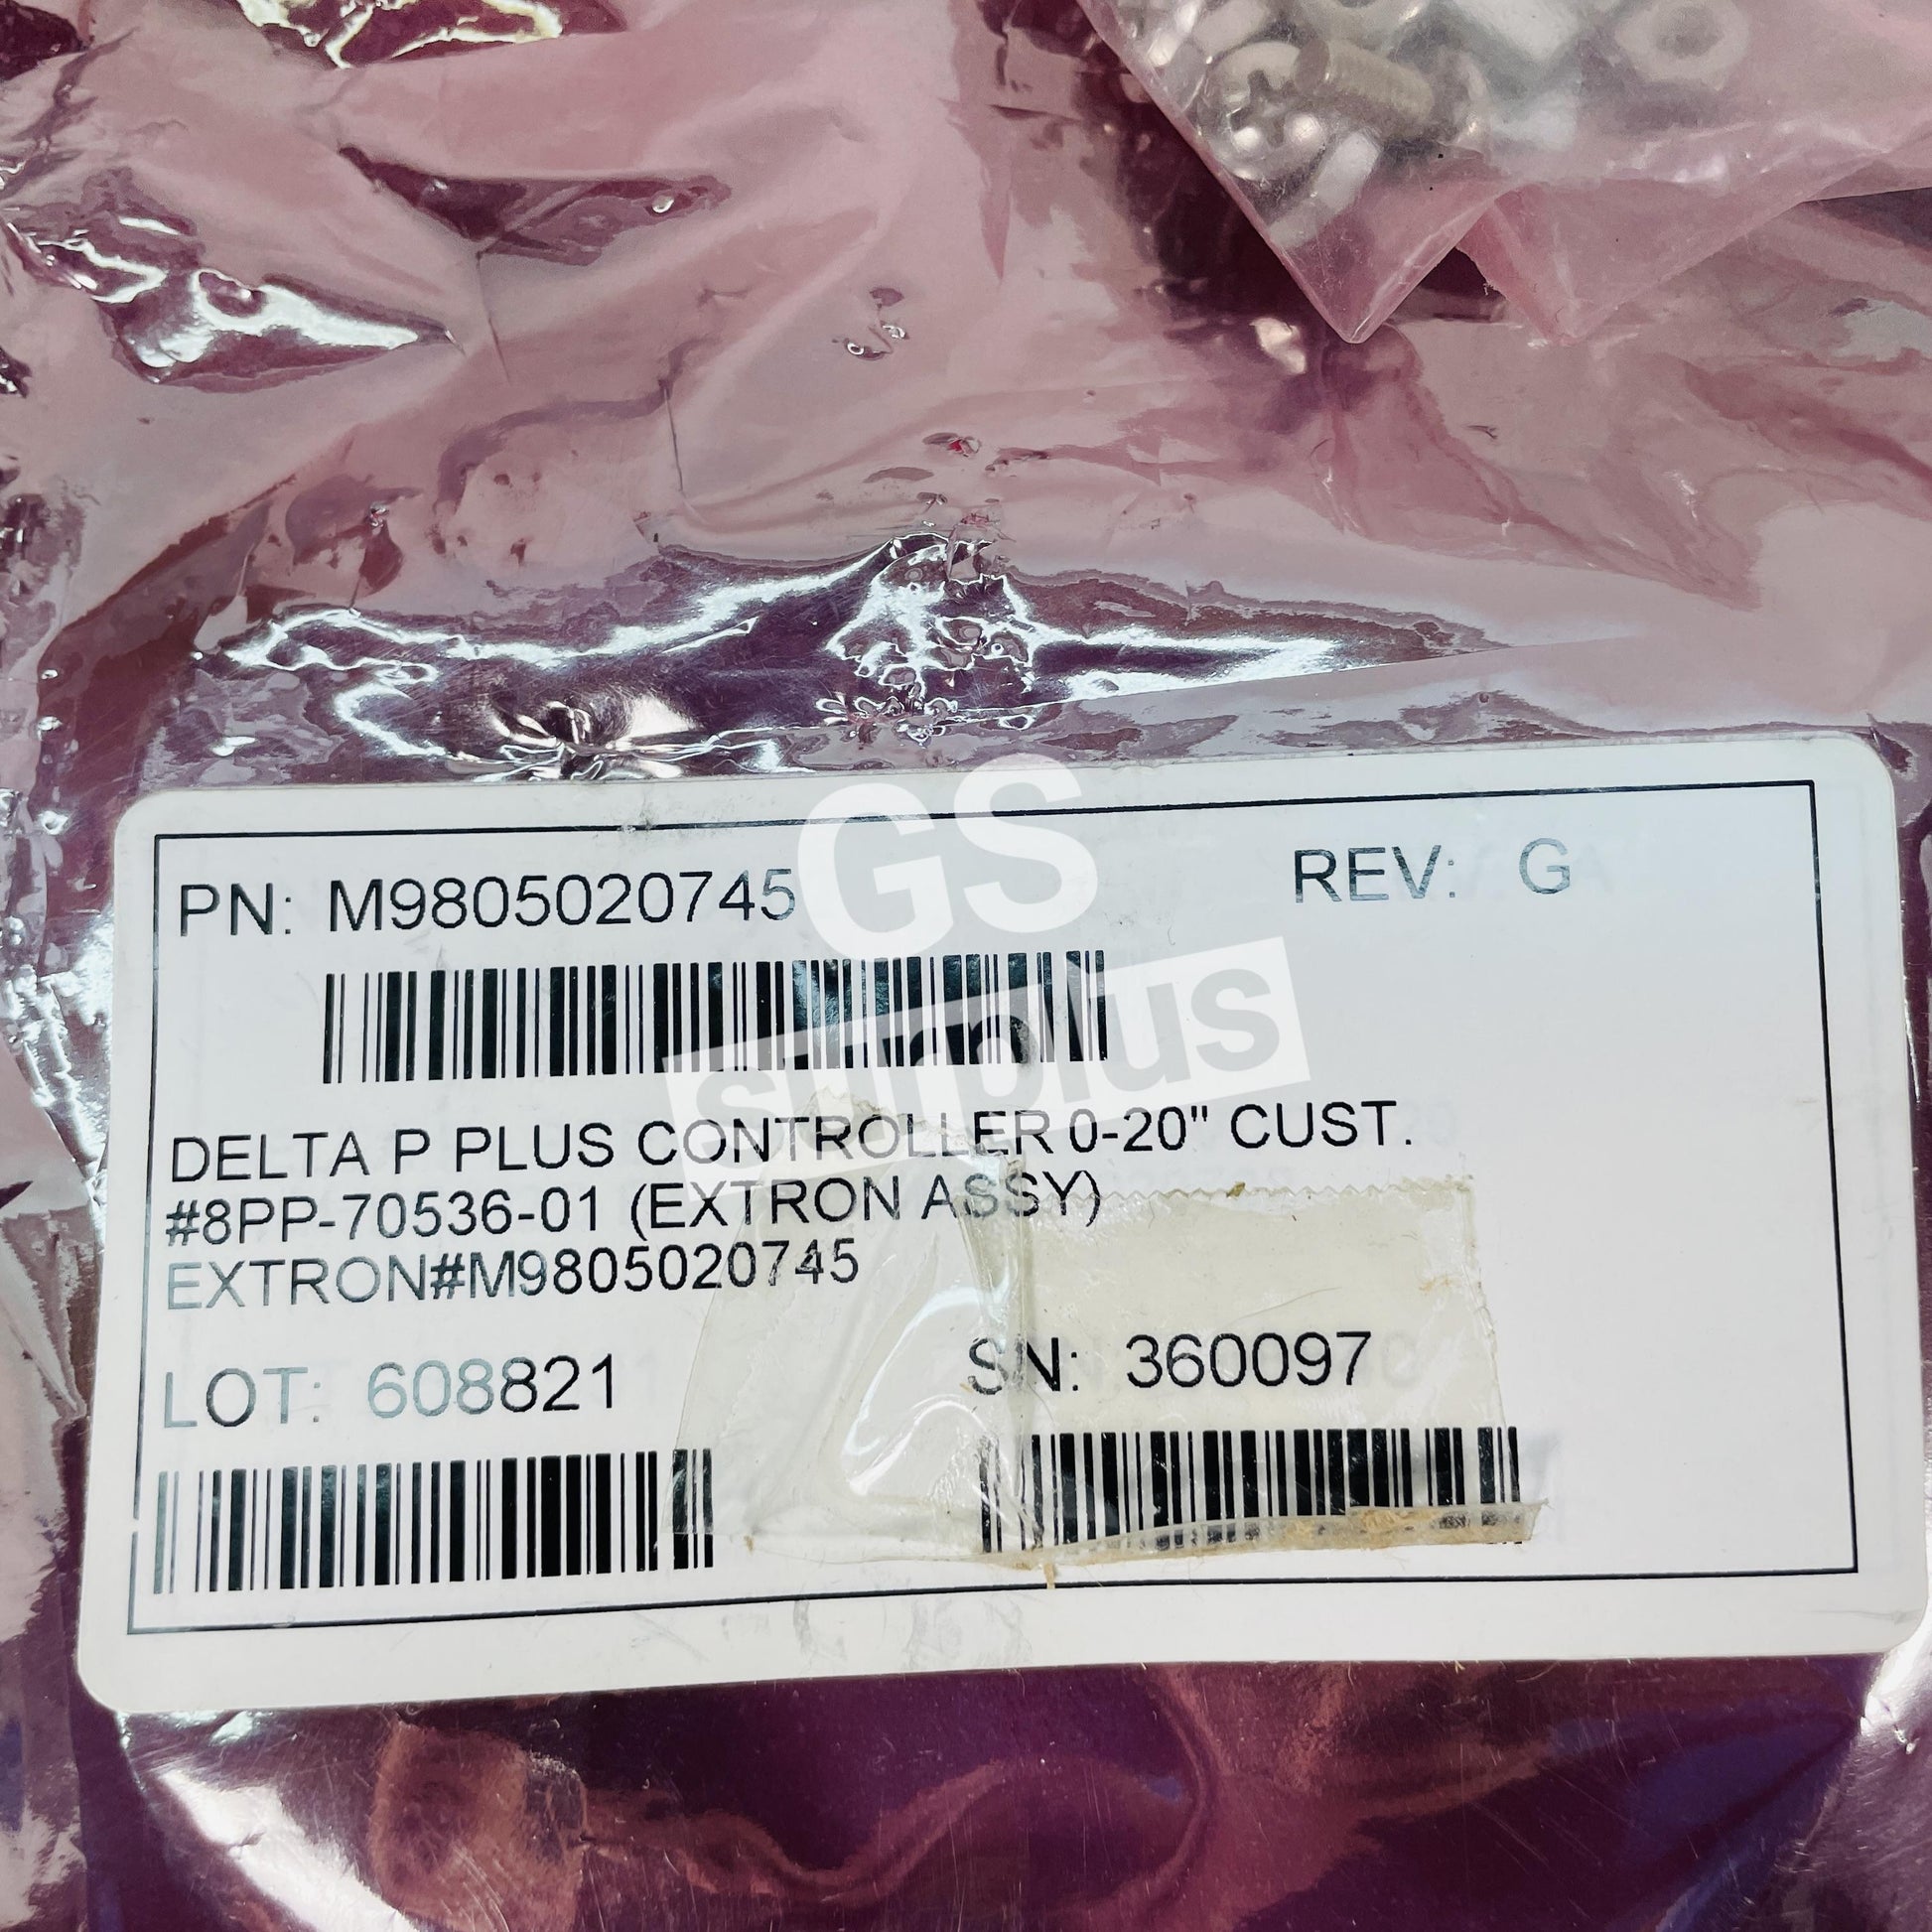 PN: M9805020745
REV: G
GS
surplus
DELTA P PLUS CONTROLLER 0-20" CUST.
#8PP-70536-01 (EXTRON ASSY)
EXTRON#M9805020745
LOT: 608821
SN: 360097